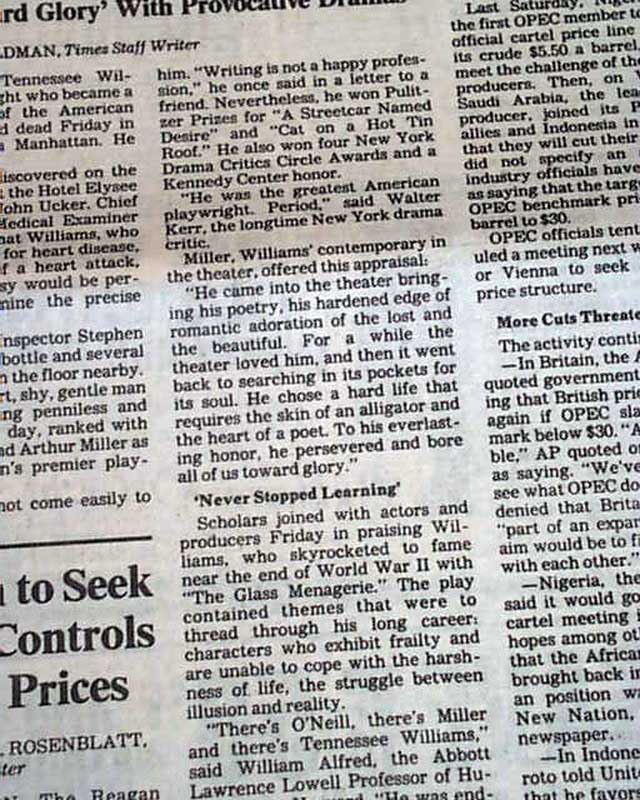 rd Glory' With Provocative Dramas
LDMAN, Times Staff Writer
Tennessee Wil-
ght who became a
of the American
d dead Friday in
Manhattan. He
discovered on the
the Hotel Elysee
John Ucker, Chief
Medical Examiner
hat Williams, who
for heart disease,
of a heart attack,
sy would be per-
mine the precise
Inspector Stephen
bottle and several
n the floor nearby.
rt, shy, gentle man
ng penniless and
day, ranked with
nd Arthur Miller as
n's premier play-
not come easily to
to Seek
Controls
Prices
. ROSENBLATT,
ter
The Reagan
him. "Writing is not a happy profes-
sion," he once said in a letter to a
friend. Nevertheless, he won Pulit-
zer Prizes for "A Streetcar Named
Desire" and "Cat on a Hot Tin
Roof." He also won four New York
Drama Critics Circle Awards and a
Kennedy Center honor.
"He was the greatest American
playwright. Period," said Walter
Kerr, the longtime New York drama
critic.
Miller, Williams' contemporary in
the theater, offered this appraisal:
"He came into the theater bring-
ing his poetry, his hardened edge of
romantic adoration of the lost and
the beautiful. For a while the
theater loved him, and then it went
back to searching in its pockets for
its soul. He chose a hard life that
requires the skin of an alligator and
the heart of a poet. To his everlast-
ing honor, he persevered and bore
all of us toward glory."
'Never Stopped Learning'
Scholars joined with actors and
producers Friday in praising Wil-
liams, who skyrocketed to fame
near the end of World War II with
"The Glass Menagerie." The play
contained themes that were to
thread through his long career:
characters who exhibit frailty and
are unable to cope with the harsh-
ness of life, the struggle between
illusion and reality.
"There's O'Neill, there's Miller
and there's Tennessee Williams,"
said William Alfred, the Abbott
Lawrence Lowell Professor of Hu-
"He was end-
Last Saturday,
the first OPEC member to
official cartel price line
its crude $5.50 a barrel
meet the challenge of the
producers. Then, on
Saudi Arabia, the lea
producer, joined its
allies and Indonesia in
that they will cut their
did not specify an
industry officials have
as saying that the targ
OPEC benchmark pri
barrel to $30.
OPEC officials tent
uled a meeting next w
or Vienna to seek
price structure.
More Cuts Threate
The activity conti
—In Britain, the A
quoted government
ing that British pri
again if OPEC sla
mark below $30. "A
ble," AP quoted o
as saying. "We've
see what OPEC do
denied that Brita
"part of an expan
aim would be to fi
with each other."
—Nigeria, the
said it would go
cartel meeting i
hopes among ot
that the African
brought back in
an position w
New Nation,
newspaper.
—In Indone
roto told Unit
that he favor